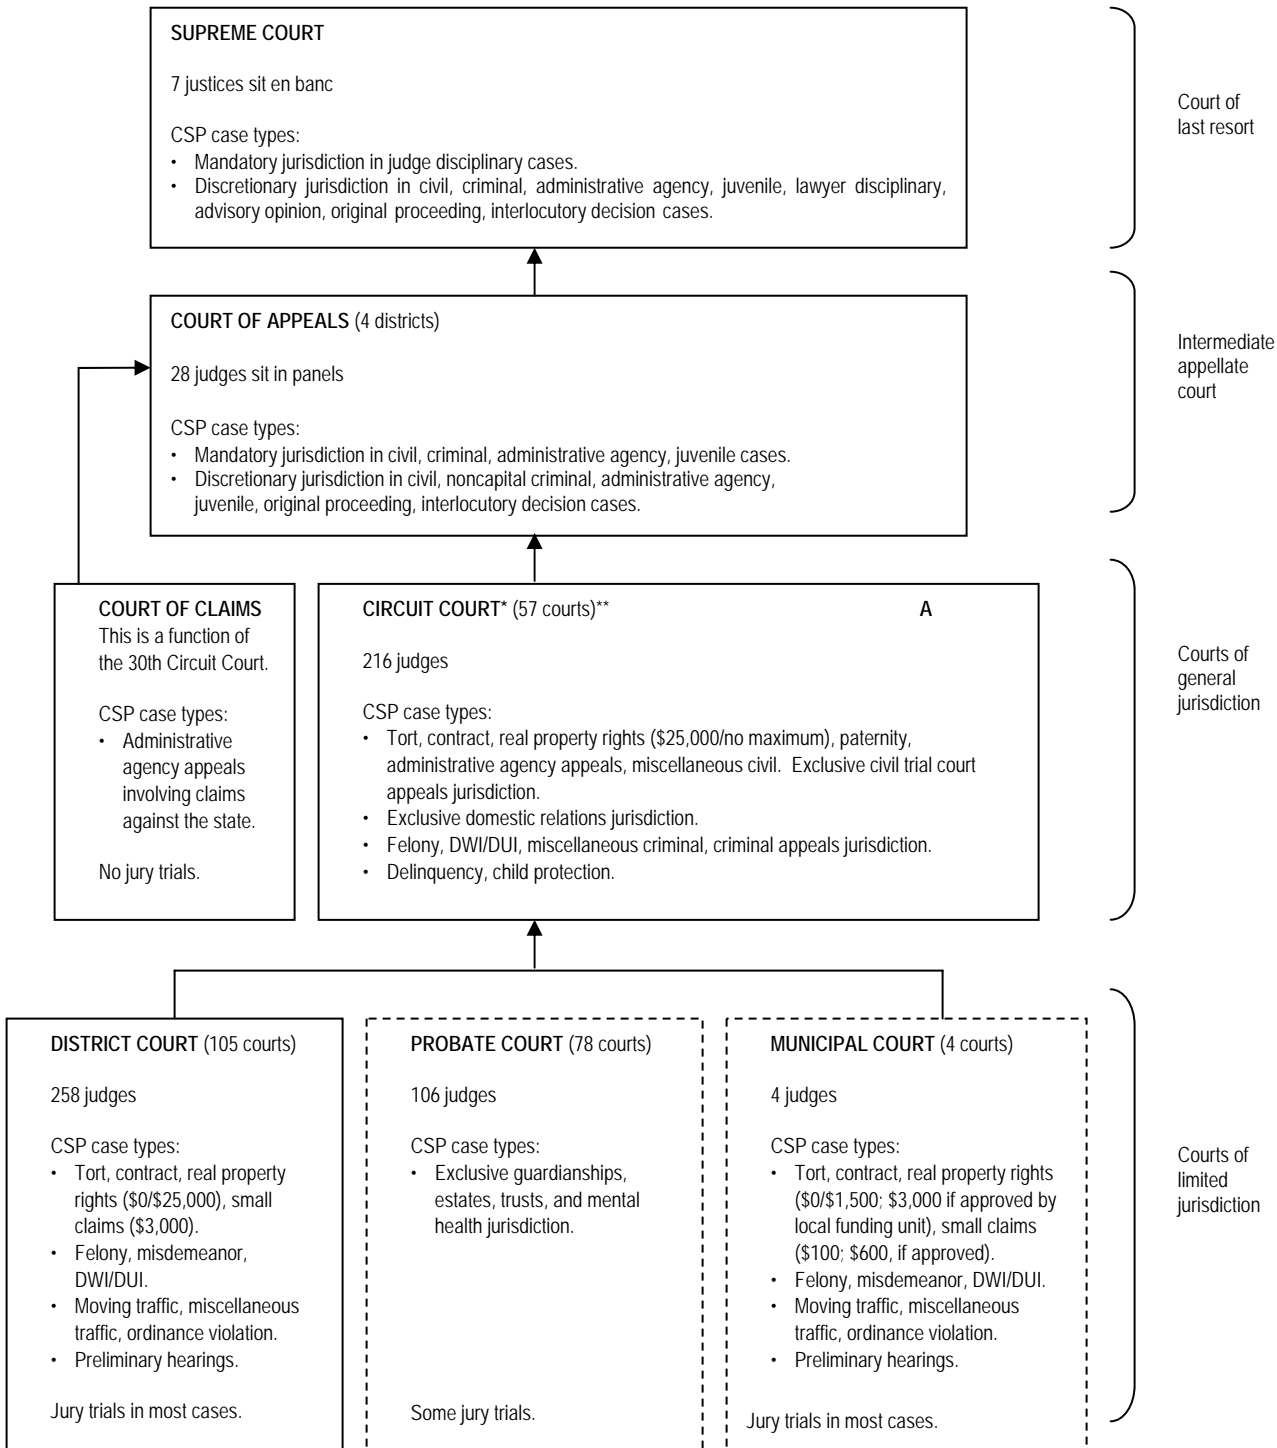 SUPREME COURT
7 justices sit en banc
CSP case types:
• Mandatory jurisdiction in judge disciplinary cases.
• Discretionary jurisdiction in civil, criminal, administrative agency, juvenile, lawyer disciplinary,
advisory opinion, original proceeding, interlocutory decision cases.
Court of
last resort
COURT OF APPEALS (4 districts)
28 judges sit in panels
CSP case types:
• Mandatory jurisdiction in civil, criminal, administrative agency, juvenile cases.
• Discretionary jurisdiction in civil, noncapital criminal, administrative agency,
juvenile, original proceeding, interlocutory decision cases.
Intermediate
appellate
court
COURT OF CLAIMS
This is a function of
the 30th Circuit Court.
CSP case types:
• Administrative
agency appeals
involving claims
against the state.
No jury trials.
CIRCUIT COURT* (57 courts)** A
216 judges
CSP case types:
• Tort, contract, real property rights ($25,000/no maximum), paternity,
administrative agency appeals, miscellaneous civil. Exclusive civil trial court
appeals jurisdiction.
• Exclusive domestic relations jurisdiction.
• Felony, DWI/DUI, miscellaneous criminal, criminal appeals jurisdiction.
• Delinquency, child protection.
Courts of
general
jurisdiction
DISTRICT COURT (105 courts)
258 judges
CSP case types:
• Tort, contract, real property
rights ($0/$25,000), small
claims ($3,000).
• Felony, misdemeanor,
DWI/DUI.
• Moving traffic, miscellaneous
traffic, ordinance violation.
• Preliminary hearings.
Jury trials in most cases.
PROBATE COURT (78 courts)
106 judges
CSP case types:
• Exclusive guardianships,
estates, trusts, and mental
health jurisdiction.
Some jury trials.
MUNICIPAL COURT (4 courts)
4 judges
CSP case types:
• Tort, contract, real property rights
($0/$1,500; $3,000 if approved by
local funding unit), small claims
($100; $600, if approved).
• Felony, misdemeanor, DWI/DUI.
• Moving traffic, miscellaneous
traffic, ordinance violation.
• Preliminary hearings.
Jury trials in most cases.
Courts of
limited
jurisdiction